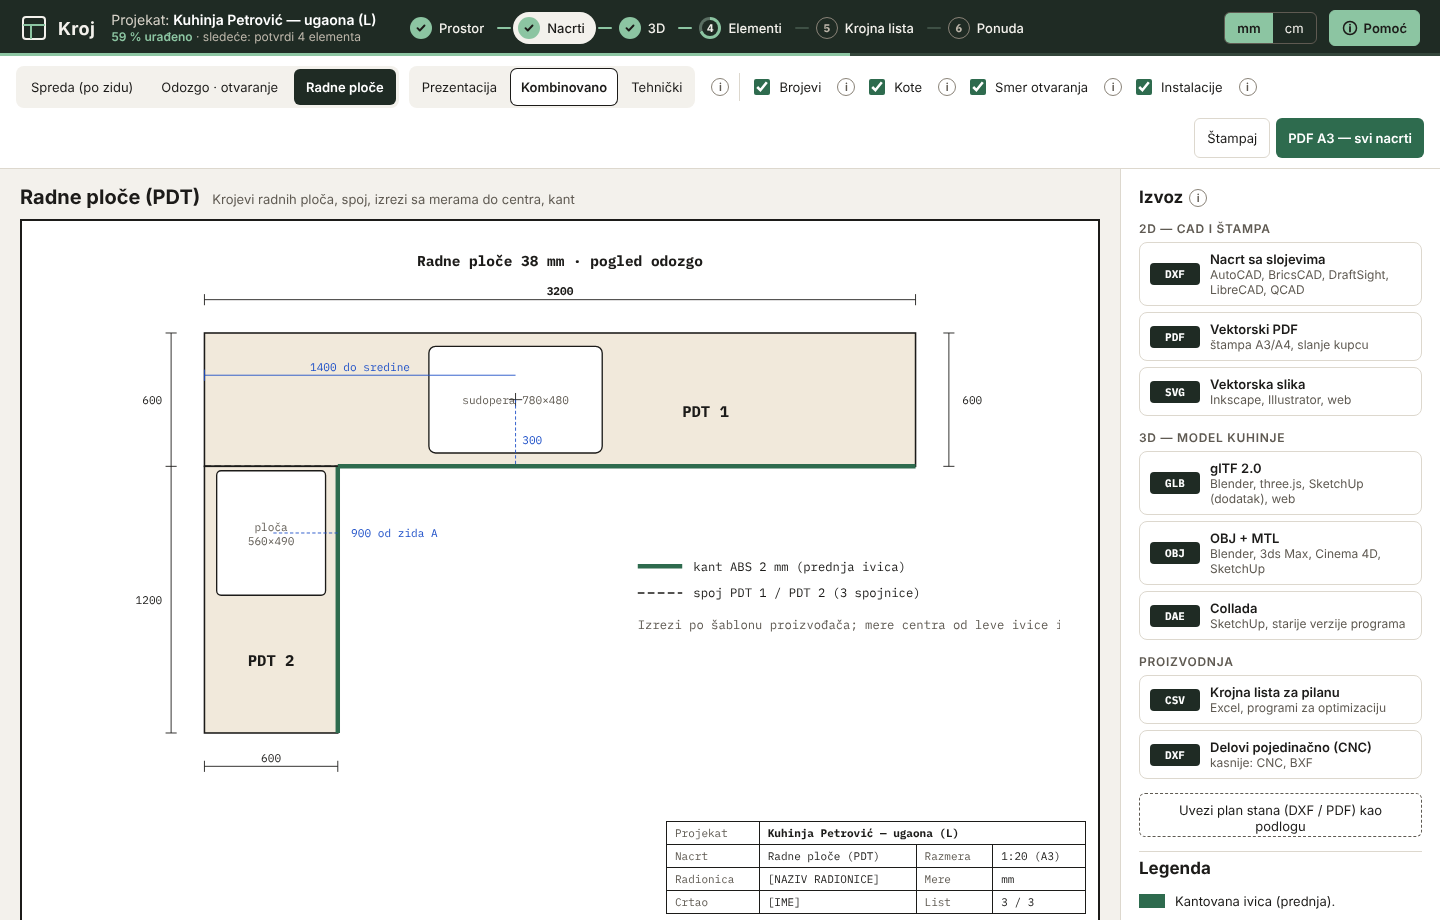 Kroj
Projekat: Kuhinja Petrović — ugaona (L)
59 % urađeno · sledeće: potvrdi 4 elementa
Prostor
Nacrti
3D
4 Elementi
5 Krojna lista
6 Ponuda
mm cm
Pomoć
Spreda (po zidu) Odozgo · otvaranje Radne ploče
Prezentacija Kombinovano Tehnički
Brojevi Kote Smer otvaranja Instalacije
Štampaj PDF A3 — svi nacrti
Radne ploče (PDT) Krojevi radnih ploča, spoj, izrezi sa merama do centra, kant
Radne ploče 38 mm · pogled odozgo
3200
1400 do sredine
600
sudopera 780×480
PDT 1
600
300
ploča
560×490
900 od zida A
kant ABS 2 mm (prednja ivica)
spoj PDT 1 / PDT 2 (3 spojnice)
1200
Izrezi po šablonu proizvođača; mere centra od leve ivice
PDT 2
600
Projekat Kuhinja Petrović — ugaona (L)
Nacrt Radne ploče (PDT) Razmera 1:20 (A3)
Radionica [NAZIV RADIONICE] Mere mm
Crtao [IME] List 3 / 3
Izvoz
2D — CAD I ŠTAMPA
DXF Nacrt sa slojevima
AutoCAD, BricsCAD, DraftSight,
LibreCAD, QCAD
PDF Vektorski PDF
štampa A3/A4, slanje kupcu
SVG Vektorska slika
Inkscape, Illustrator, web
3D — MODEL KUHINJE
GLB glTF 2.0
Blender, three.js, SketchUp
(dodatak), web
OBJ OBJ + MTL
Blender, 3ds Max, Cinema 4D,
SketchUp
DAE Collada
SketchUp, starije verzije programa
PROIZVODNJA
CSV Krojna lista za pilanu
Excel, programi za optimizaciju
DXF Delovi pojedinačno (CNC)
kasnije: CNC, BXF
Uvezi plan stana (DXF / PDF) kao
podlogu
Legenda
Kantovana ivica (prednja).